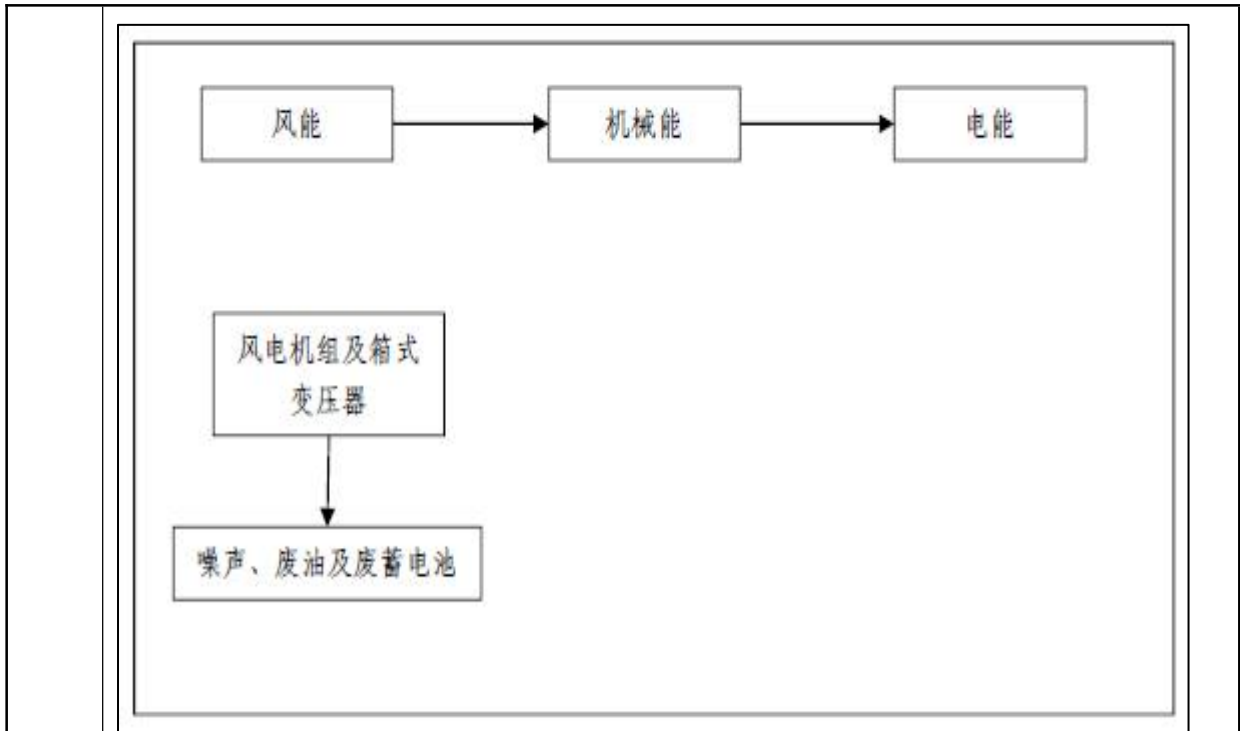 风能
机械能
电能
风电机组及箱式
变压器
噪声、废油及废蓄电池